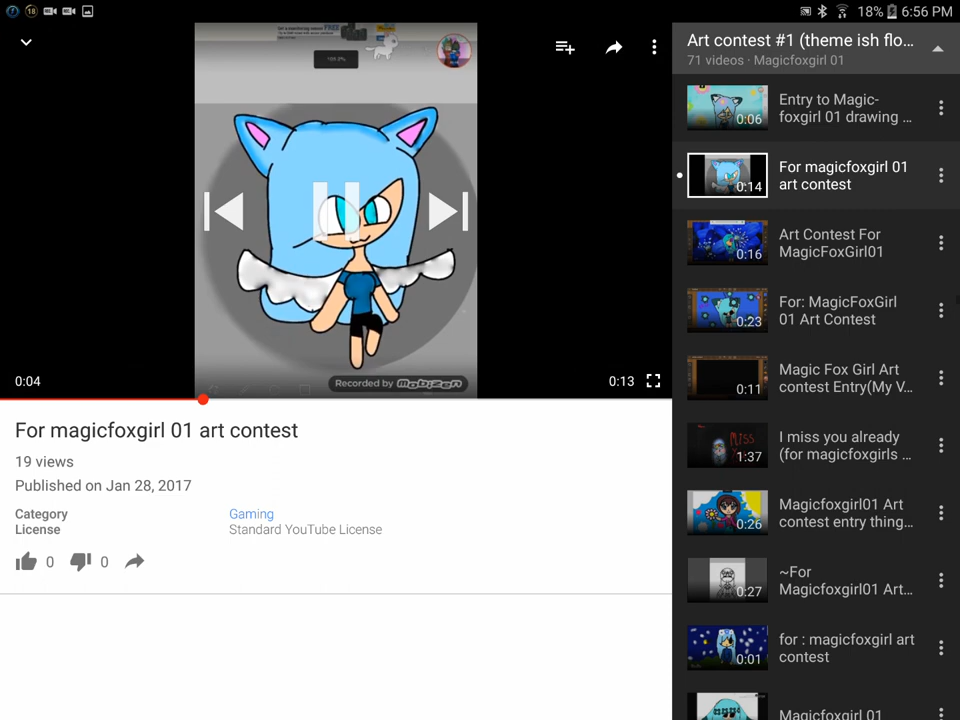 18
18% 6:56 PM
FREE
Recorded by Mobizen
0:04
0:13
For magicfoxgirl 01 art contest
19 views
Published on Jan 28, 2017
Category Gaming
License Standard YouTube License
0 0
Art contest #1 (theme ish flo...
71 videos · Magicfoxgirl 01
0:06
Entry to Magic-
foxgirl 01 drawing ...
0:14
For magicfoxgirl 01
art contest
0:16
Art Contest For
MagicFoxGirl01
0:23
For: MagicFoxGirl
01 Art Contest
0:11
Magic Fox Girl Art
contest Entry(My V...
MISS
1:37
I miss you already
(for magicfoxgirls ...
0:26
Magicfoxgirl01 Art
contest entry thing...
0:27
~For
Magicfoxgirl01 Art...
0:01
for : magicfoxgirl art
contest
Magicfoxgirl 01